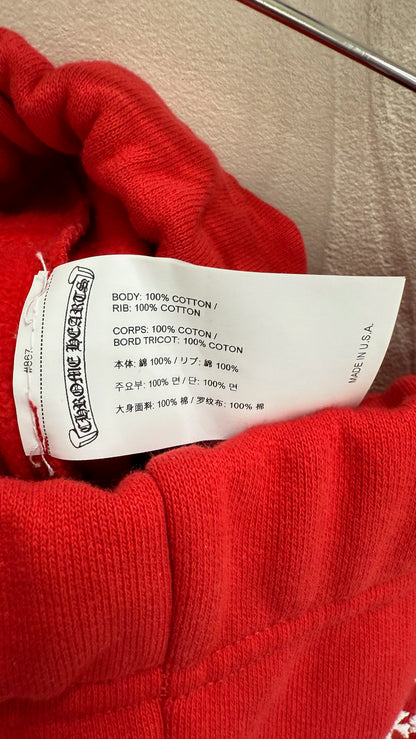 BODY: 100% COTTON /
RIB: 100% COTTON
CORPS: 100% COTTON /
BORD TRICOT: 100% COTON
本体: 綿 100% / リブ: 綿 100%
주요부: 100% 면 / 단: 100% 면
大身面料: 100% 棉 / 罗纹布: 100% 棉
CHROME HEARTS
#867
MADE IN U.S.A.